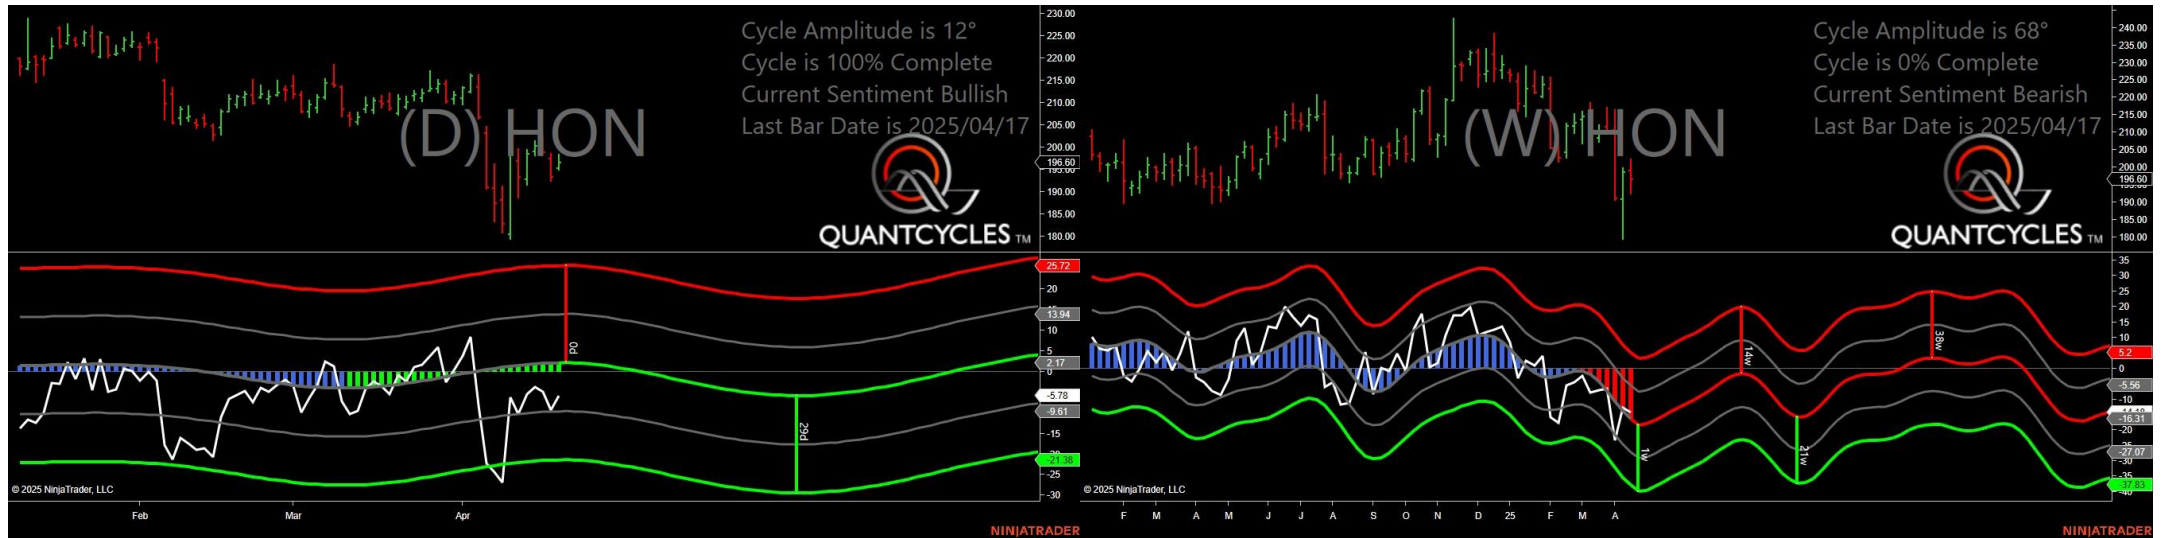 Cycle Amplitude is 12°
Cycle is 100% Complete
Current Sentiment Bullish
Last Bar Date is 2025/04/17
(D) HON
QUANTCYCLES TM
230.00
225.00
220.00
215.00
210.00
205.00
200.00
196.60
195.00
190.00
185.00
180.00
25.72
20
13.94
10
5
2.17
0
-5.78
-9.61
-15
-21.38
-25
-30
0d
29d
© 2025 NinjaTrader, LLC
Feb Mar Apr
NINJATRADER
Cycle Amplitude is 68°
Cycle is 0% Complete
Current Sentiment Bearish
Last Bar Date is 2025/04/17
(W) HON
QUANTCYCLES TM
240.00
235.00
230.00
225.00
220.00
215.00
210.00
205.00
200.00
196.60
190.00
185.00
180.00
35
30
25
20
15
10
5.2
0
-5.56
-10
-16.31
-20
-27.07
-30
-35
-37.83
-40
1w
14w
21w
38w
© 2025 NinjaTrader, LLC
F M A M J J A S O N D 25 F M A
NINJATRADER